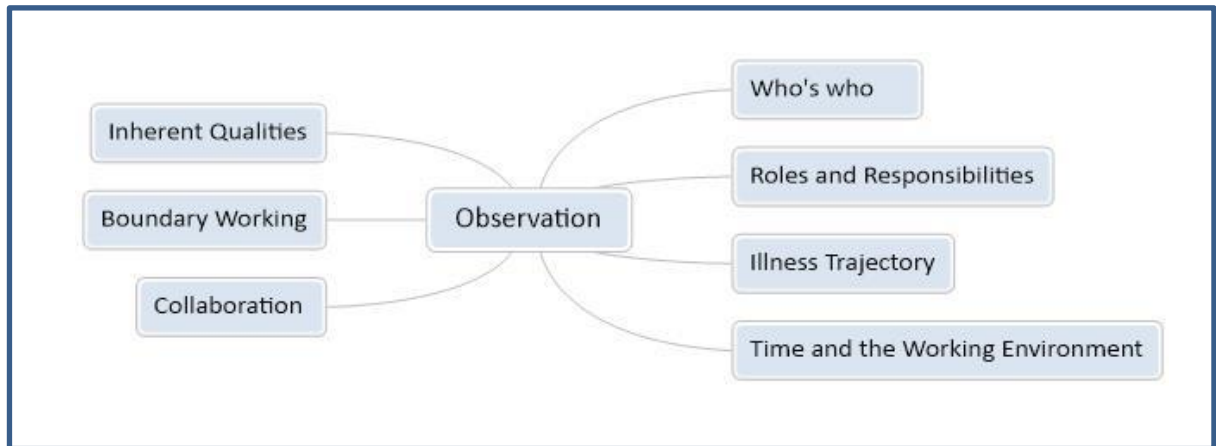 Inherent Qualities
Boundary Working
Collaboration
Observation
Who's who
Roles and Responsibilities
Illness Trajectory
Time and the Working Environment